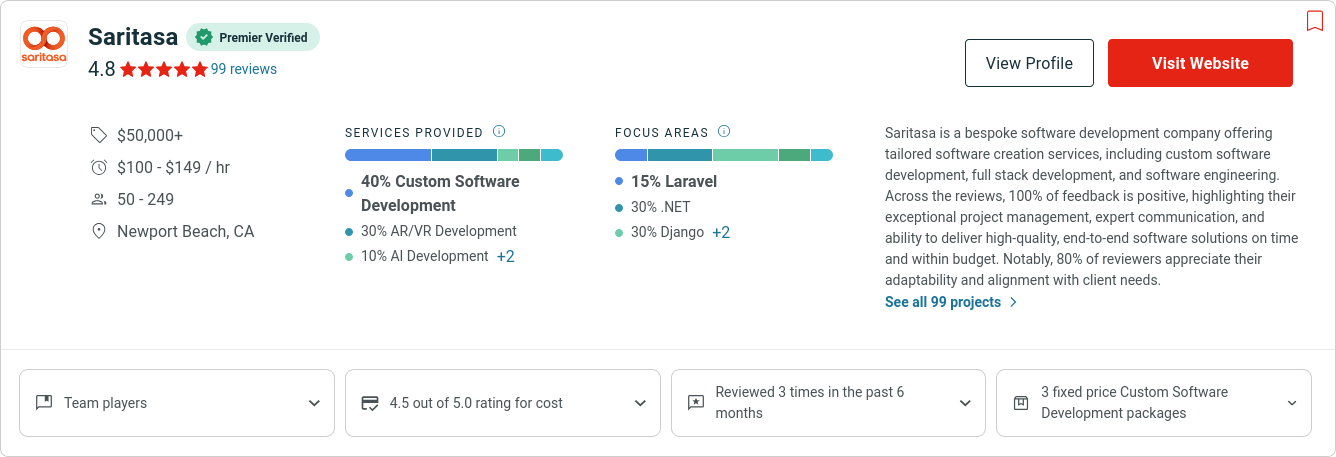 saritasa
Saritasa
Premier Verified
4.8
99 reviews
View Profile
Visit Website
$50,000+
$100 - $149 / hr
50 - 249
Newport Beach, CA
SERVICES PROVIDED
40% Custom Software
Development
30% AR/VR Development
10% AI Development +2
FOCUS AREAS
15% Laravel
30% .NET
30% Django +2
Saritasa is a bespoke software development company offering
tailored software creation services, including custom software
development, full stack development, and software engineering.
Across the reviews, 100% of feedback is positive, highlighting their
exceptional project management, expert communication, and
ability to deliver high-quality, end-to-end software solutions on time
and within budget. Notably, 80% of reviewers appreciate their
adaptability and alignment with client needs.
See all 99 projects
Team players
4.5 out of 5.0 rating for cost
Reviewed 3 times in the past 6
months
3 fixed price Custom Software
Development packages